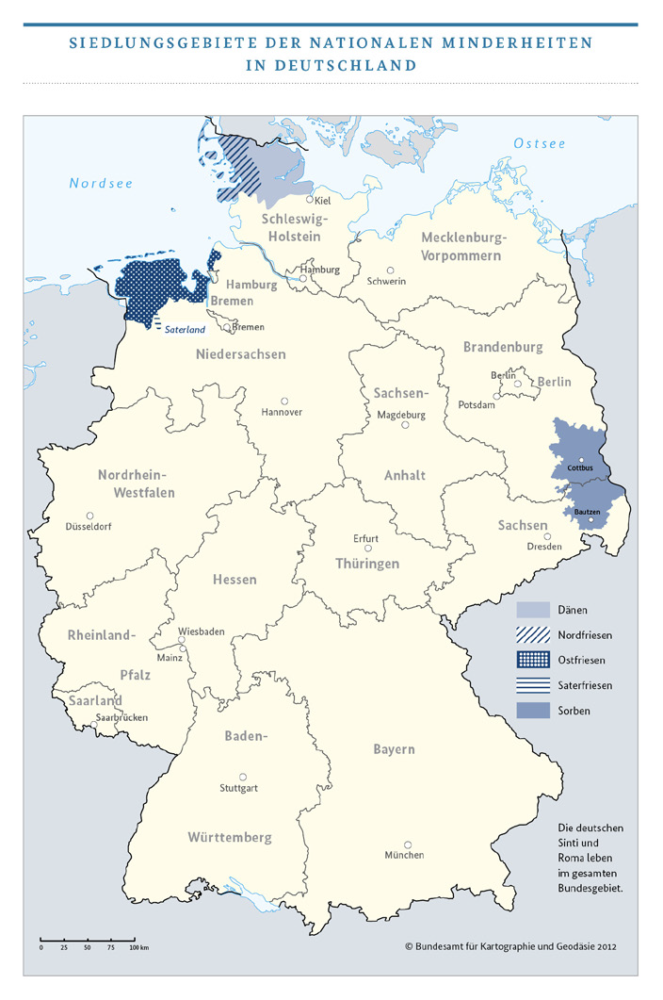 SIEDLUNGSGEBIETE DER NATIONALEN MINDERHEITEN
IN DEUTSCHLAND
Ostsee
Nordsee
Kiel
Schleswig-
Holstein
Mecklenburg-
Vorpommern
Hamburg
Schwerin
Hamburg
Bremen
Bremen
Saterland
Niedersachsen
Brandenburg
Berlin
Berlin
Potsdam
Sachsen-
Magdeburg
Hannover
Anhalt
Cottbus
Nordrhein-
Westfalen
Düsseldorf
Bautzen
Sachsen
Dresden
Erfurt
Thüringen
Hessen
Rheinland-
Wiesbaden
Mainz
Pfalz
Saarland
Saarbrücken
Dänen
Nordfriesen
Ostfriesen
Saterfriesen
Sorben
Baden-
Bayern
Stuttgart
Württemberg
München
Die deutschen
Sinti und
Roma leben
im gesamten
Bundesgebiet.
0 25 50 75 100 km
© Bundesamt für Kartographie und Geodäsie 2012